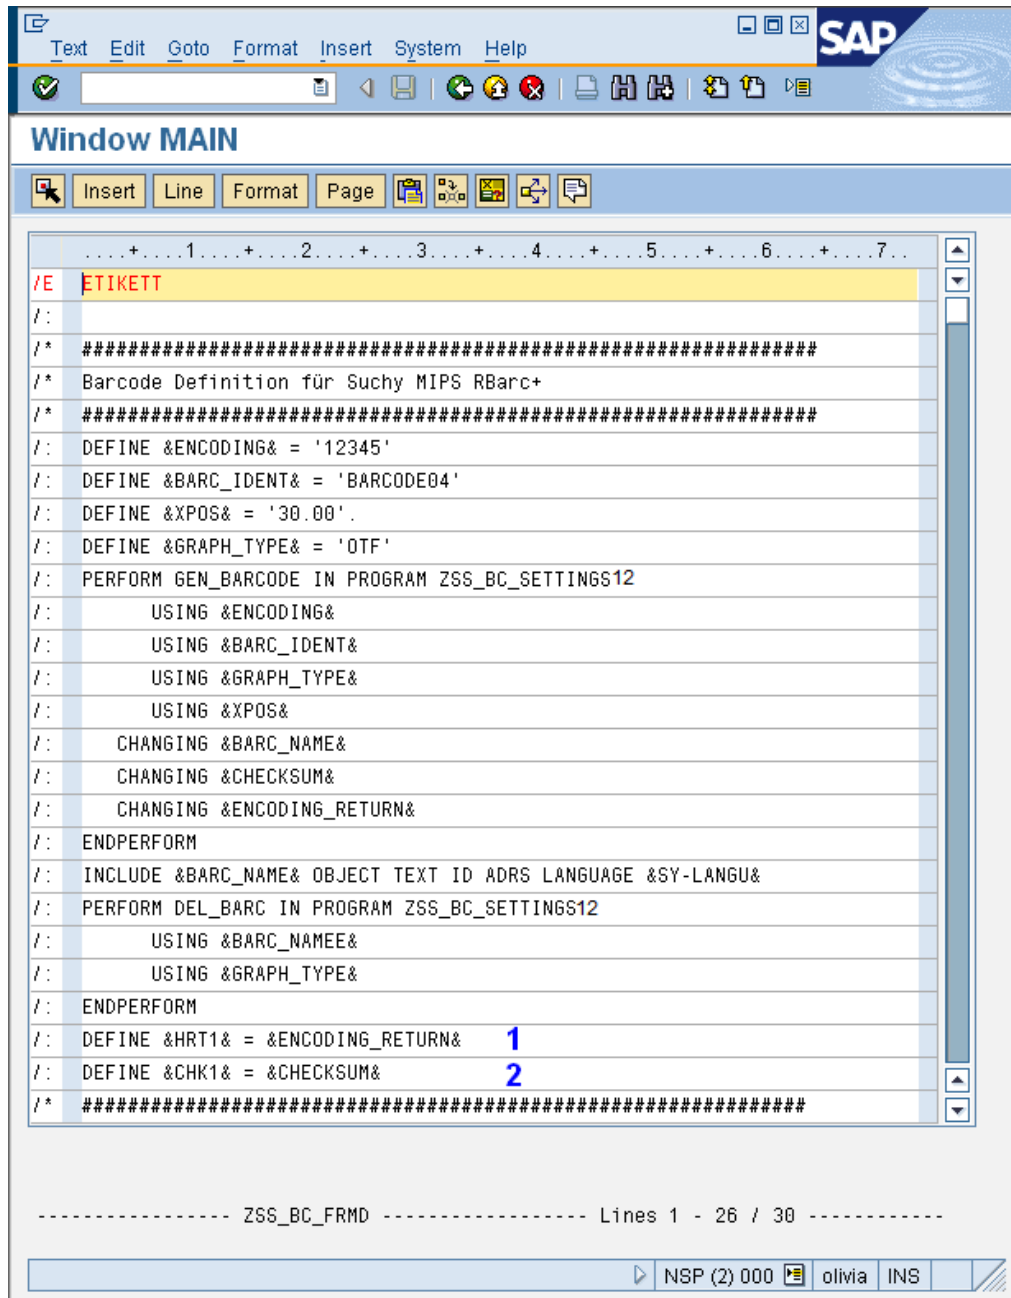 Text Edit Goto Format Insert System Help
SAP
Window MAIN
Insert Line Format Page
....+....1....+....2....+....3....+....4....+....5....+....6....+....7..
/E ETIKETT
/:
/* ################################################################
/* Barcode Definition für Suchy MIPS RBarc+
/* ################################################################
/: DEFINE &ENCODING& = '12345'
/: DEFINE &BARC_IDENT& = 'BARCODE04'
/: DEFINE &XPOS& = '30.00'.
/: DEFINE &GRAPH_TYPE& = 'OTF'
/: PERFORM GEN_BARCODE IN PROGRAM ZSS_BC_SETTINGS12
/: USING &ENCODING&
/: USING &BARC_IDENT&
/: USING &GRAPH_TYPE&
/: USING &XPOS&
/: CHANGING &BARC_NAME&
/: CHANGING &CHECKSUM&
/: CHANGING &ENCODING_RETURN&
/: ENDPERFORM
/: INCLUDE &BARC_NAME& OBJECT TEXT ID ADRS LANGUAGE &SY-LANGU&
/: PERFORM DEL_BARC IN PROGRAM ZSS_BC_SETTINGS12
/: USING &BARC_NAMEE&
/: USING &GRAPH_TYPE&
/: ENDPERFORM
/: DEFINE &HRT1& = &ENCODING_RETURN& 1
/: DEFINE &CHK1& = &CHECKSUM& 2
/* ###############################################################
----------------- ZSS_BC_FRMD ------------------ Lines 1 - 26 / 30 ------------
NSP (2) 000 olivia INS